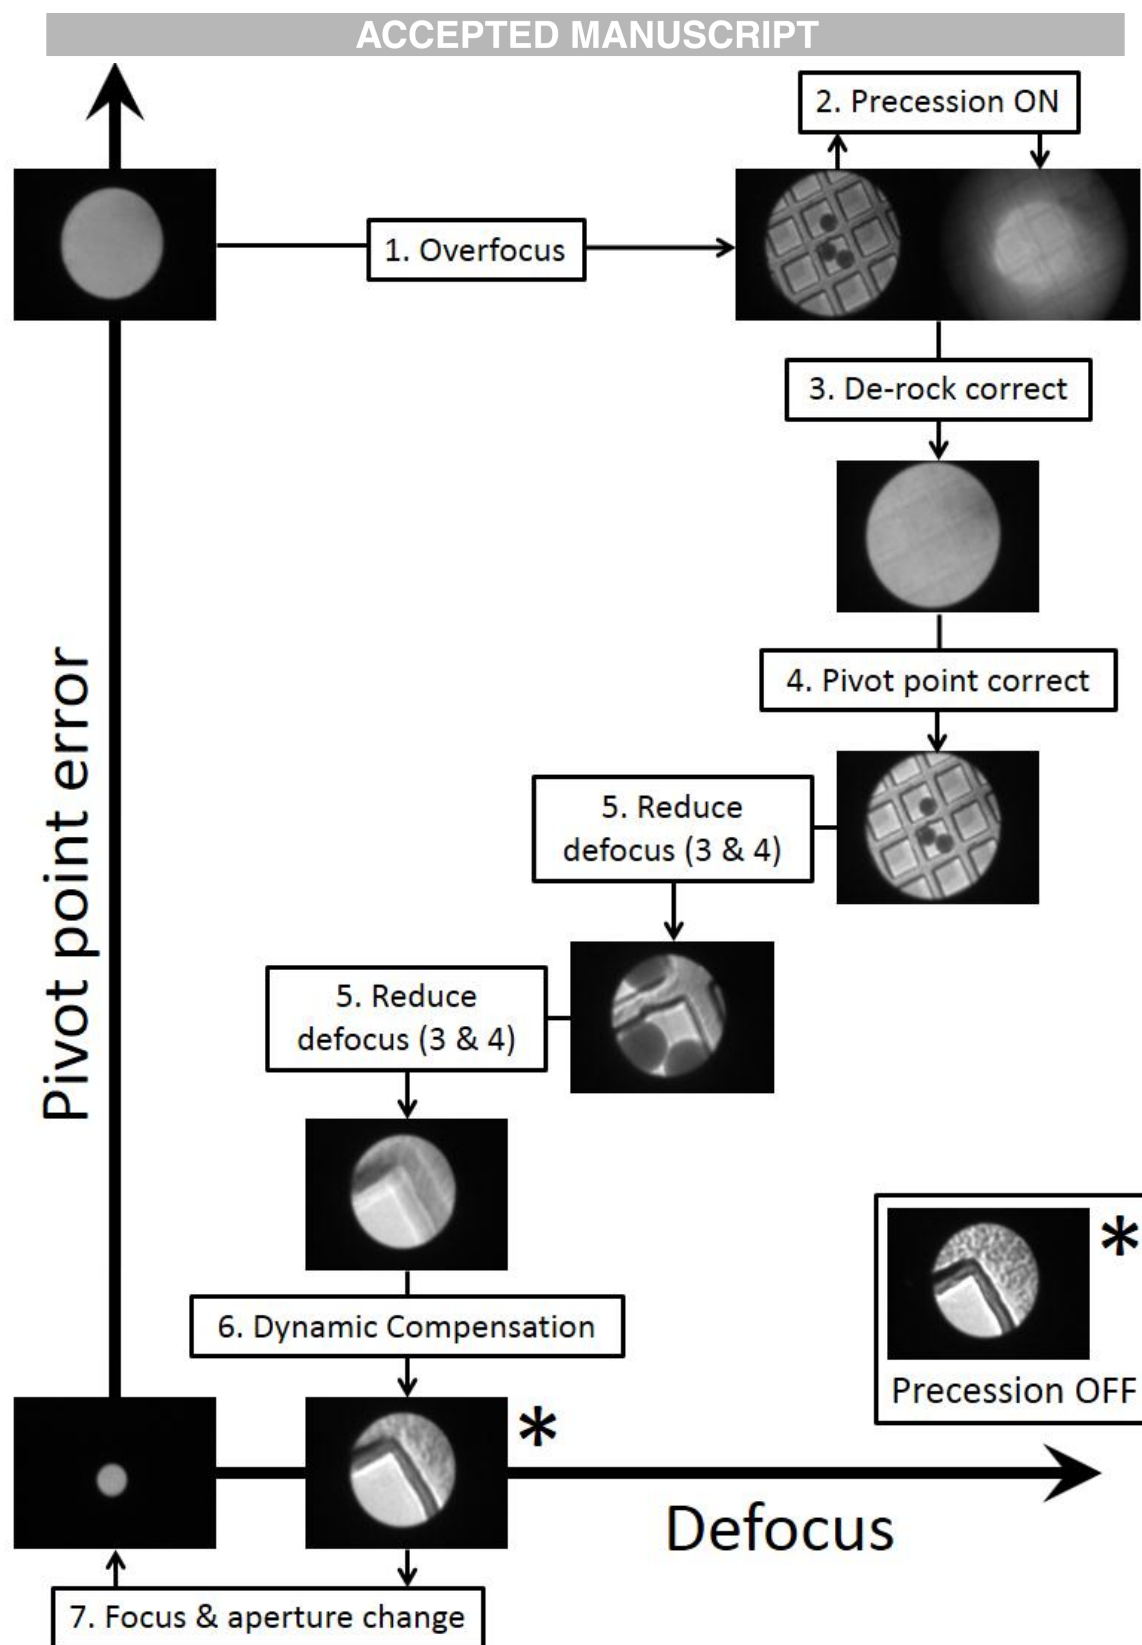 ACCEPTED MANUSCRIPT
2. Precession ON
1. Overfocus
3. De-rock correct
4. Pivot point correct
5. Reduce
defocus (3 & 4)
5. Reduce
defocus (3 & 4)
Pivot point error
6. Dynamic Compensation
*
Precession OFF
*
Defocus
7. Focus & aperture change